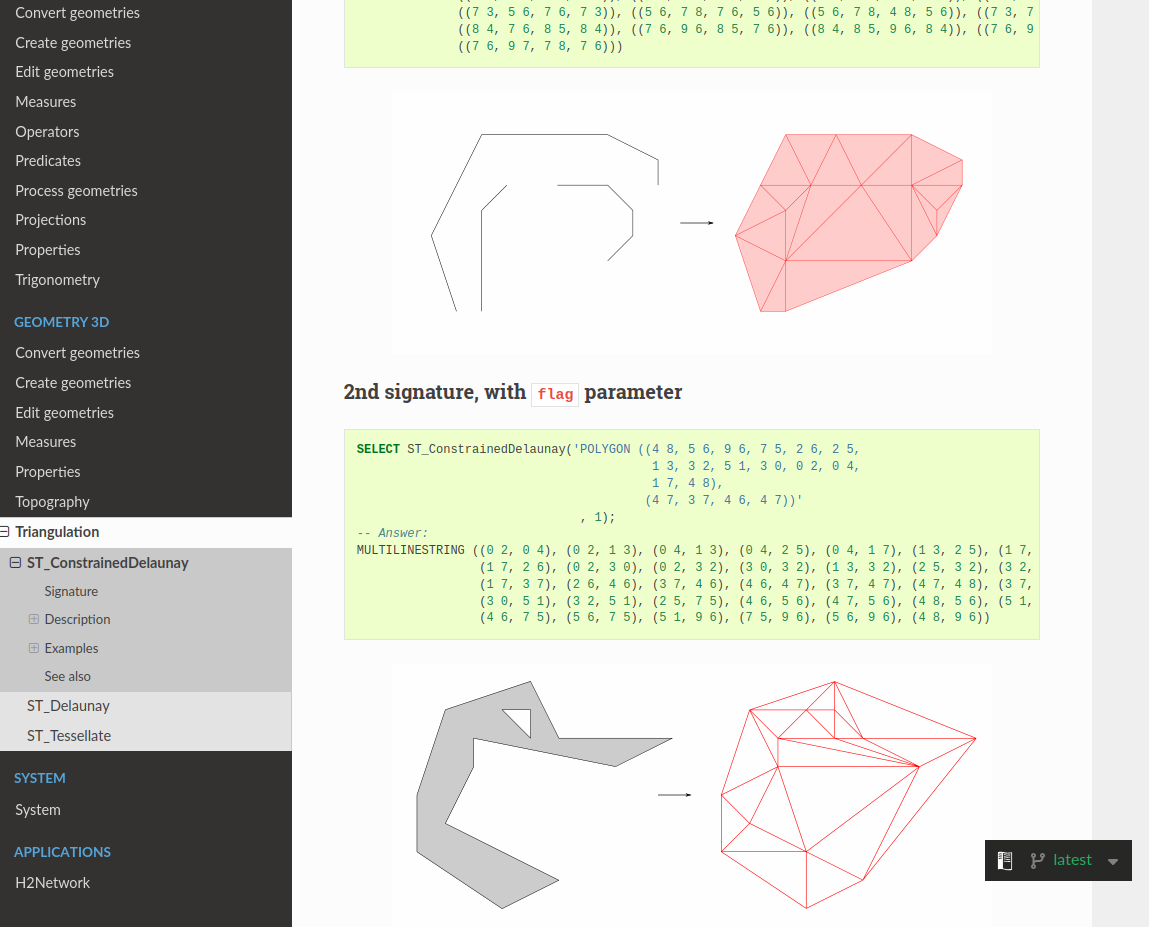 Convert geometries
Create geometries
Edit geometries
Measures
Operators
Predicates
Process geometries
Projections
Properties
Trigonometry
GEOMETRY 3D
Convert geometries
Create geometries
Edit geometries
Measures
Properties
Topography
Triangulation
ST_ConstrainedDelaunay
Signature
Description
Examples
See also
ST_Delaunay
ST_Tessellate
SYSTEM
System
APPLICATIONS
H2Network
((7 3, 5 6, 7 6, 7 3)), ((5 6, 7 8, 7 6, 5 6)), ((5 6, 7 8, 4 8, 5 6)), ((7 3, 7
((8 4, 7 6, 8 5, 8 4)), ((7 6, 9 6, 8 5, 7 6)), ((8 4, 8 5, 9 6, 8 4)), ((7 6, 9
((7 6, 9 7, 7 8, 7 6)))
2nd signature, with flag parameter
SELECT ST_ConstrainedDelaunay('POLYGON ((4 8, 5 6, 9 6, 7 5, 2 6, 2 5,
1 3, 3 2, 5 1, 3 0, 0 2, 0 4,
1 7, 4 8),
(4 7, 3 7, 4 6, 4 7))'
, 1);
-- Answer:
MULTILINESTRING ((0 2, 0 4), (0 2, 1 3), (0 4, 1 3), (0 4, 2 5), (0 4, 1 7), (1 3, 2 5), (1 7,
(1 7, 2 6), (0 2, 3 0), (0 2, 3 2), (3 0, 3 2), (1 3, 3 2), (2 5, 3 2), (3 2,
(1 7, 3 7), (2 6, 4 6), (3 7, 4 6), (4 6, 4 7), (3 7, 4 7), (4 7, 4 8), (3 7,
(3 0, 5 1), (3 2, 5 1), (2 5, 7 5), (4 6, 5 6), (4 7, 5 6), (4 8, 5 6), (5 1,
(4 6, 7 5), (5 6, 7 5), (5 1, 9 6), (7 5, 9 6), (5 6, 9 6), (4 8, 9 6))
latest